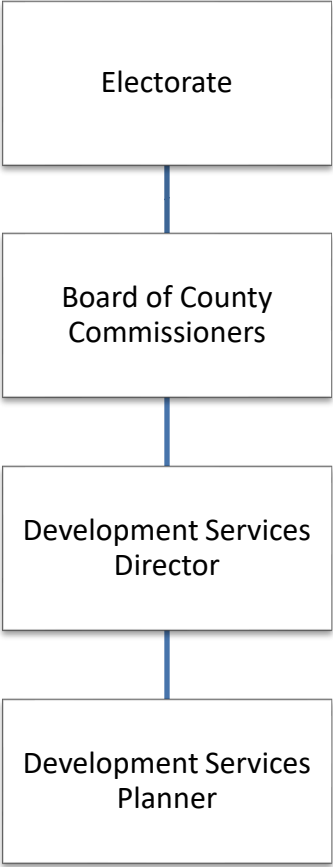 Electorate
Board of County
Commissioners
Development Services
Director
Development Services
Planner